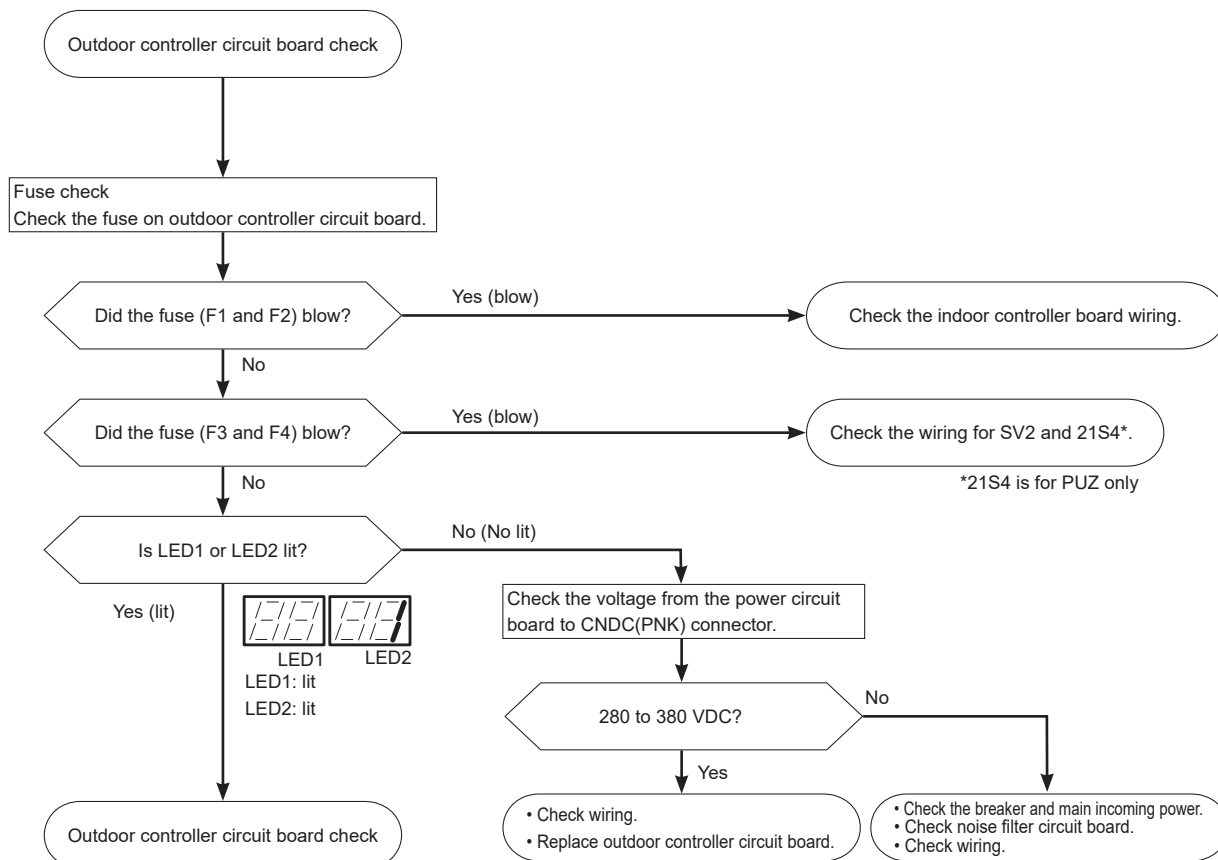 Outdoor controller circuit board check
Fuse check
Check the fuse on outdoor controller circuit board.
Did the fuse (F1 and F2) blow?
Yes (blow)
Check the indoor controller board wiring.
No
Did the fuse (F3 and F4) blow?
Yes (blow)
Check the wiring for SV2 and 21S4*.
*21S4 is for PUZ only
No
Is LED1 or LED2 lit?
No (No lit)
Yes (lit)
LED1 LED2
LED1: lit
LED2: lit
Check the voltage from the power circuit
board to CNDC(PNK) connector.
280 to 380 VDC?
No
Yes
Outdoor controller circuit board check
• Check wiring.
• Replace outdoor controller circuit board.
• Check the breaker and main incoming power.
• Check noise filter circuit board.
• Check wiring.